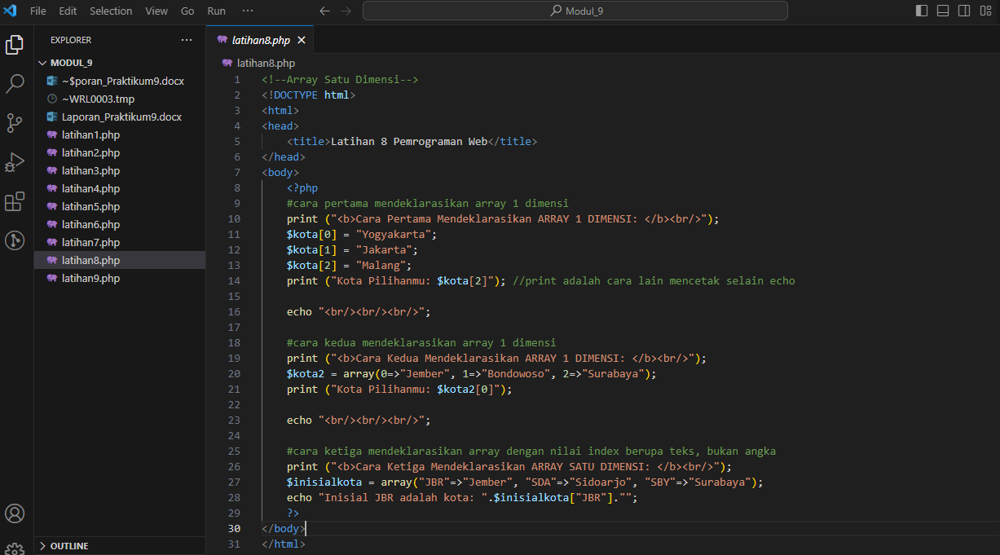 File Edit Selection View Go Run ··· ← → Modul_9
EXPLORER ···
MODUL_9
~$poran_Praktikum9.docx
~WRL0003.tmp
Laporan_Praktikum9.docx
latihan1.php
latihan2.php
latihan3.php
latihan4.php
latihan5.php
latihan6.php
latihan7.php
latihan8.php
latihan9.php
OUTLINE
latihan8.php
latihan8.php
1 <!--Array Satu Dimensi-->
2 <!DOCTYPE html>
3 <html>
4 <head>
5     <title>Latihan 8 Pemrograman Web</title>
6 </head>
7 <body>
8     <?php
9     #cara pertama mendeklarasikan array 1 dimensi
10     print ("<b>Cara Pertama Mendeklarasikan ARRAY 1 DIMENSI: </b><br/>");
11     $kota[0] = "Yogyakarta";
12     $kota[1] = "Jakarta";
13     $kota[2] = "Malang";
14     print ("Kota Pilihanmu: $kota[2]"); //print adalah cara lain mencetak selain echo
15
16     echo "<br/><br/><br/>";
17
18     #cara kedua mendeklarasikan array 1 dimensi
19     print ("<b>Cara Kedua Mendeklarasikan ARRAY 1 DIMENSI: </b><br/>");
20     $kota2 = array(0=>"Jember", 1=>"Bondowoso", 2=>"Surabaya");
21     print ("Kota Pilihanmu: $kota2[0]");
22
23     echo "<br/><br/><br/>";
24
25     #cara ketiga mendeklarasikan array dengan nilai index berupa teks, bukan angka
26     print ("<b>Cara Ketiga Mendeklarasikan ARRAY SATU DIMENSI: </b><br/>");
27     $inisialkota = array("JBR"=>"Jember", "SDA"=>"Sidoarjo", "SBY"=>"Surabaya");
28     echo "Inisial JBR adalah kota: ".$inisialkota["JBR"]."";
29     ?>
30 </body>
31 </html>